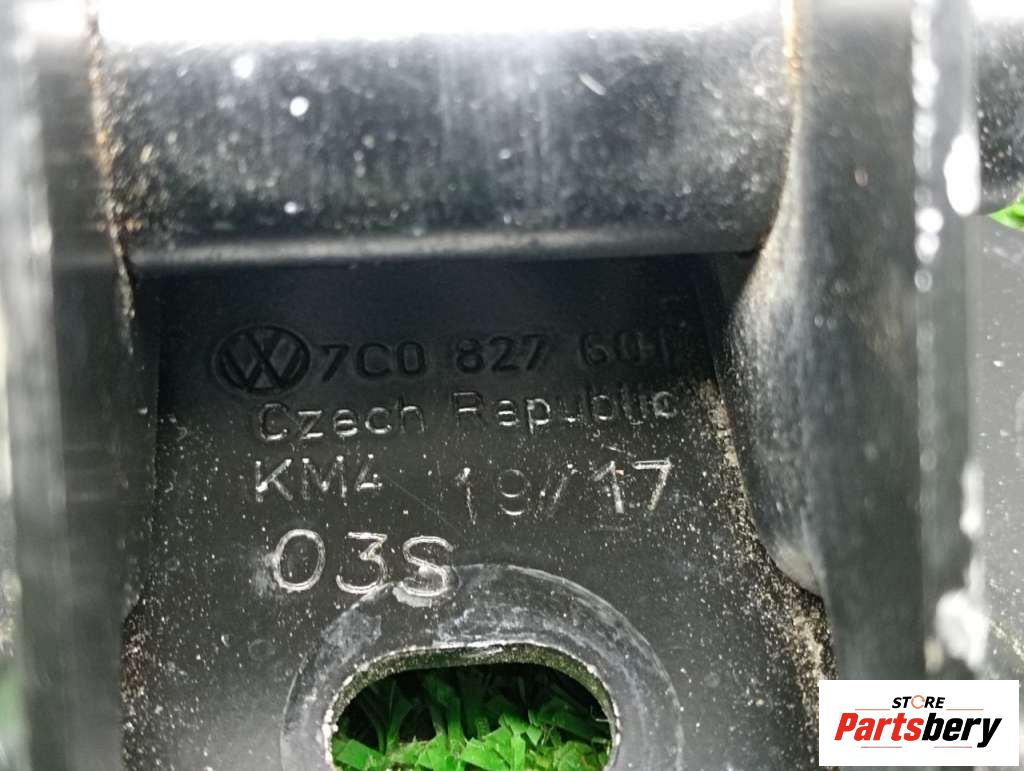 7C0 827 601
Czech Republic
KM4 19/17
03S
STORE
Partsbery